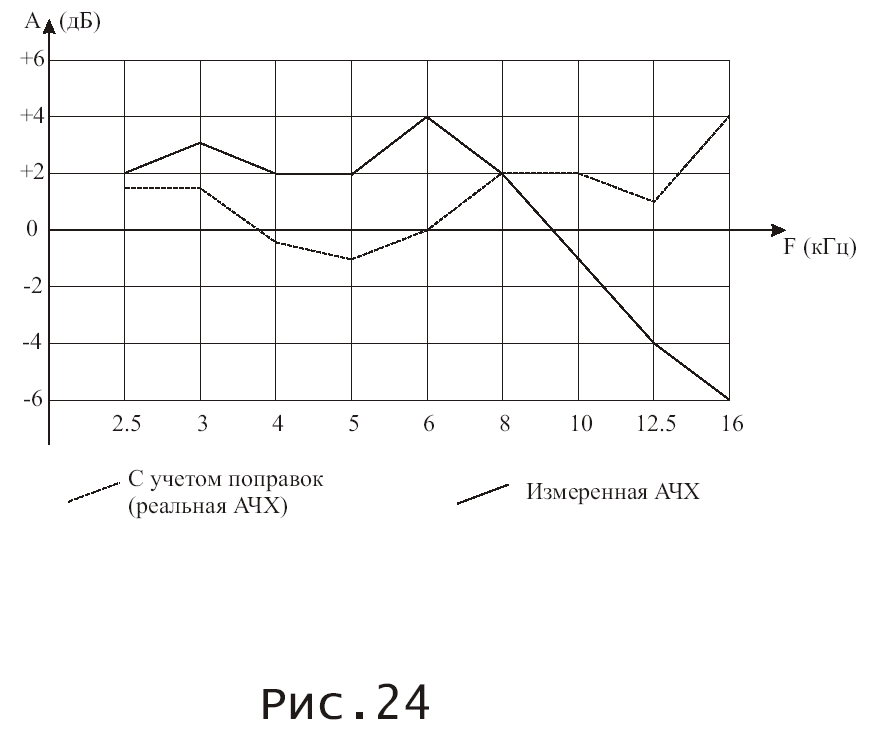 A (дБ)
+6
+4
+2
0
-2
-4
-6
F (кГц)
2.5 3 4 5 6 8 10 12.5 16
С учетом поправок
(реальная АЧХ)
Измеренная АЧХ
Рис.24